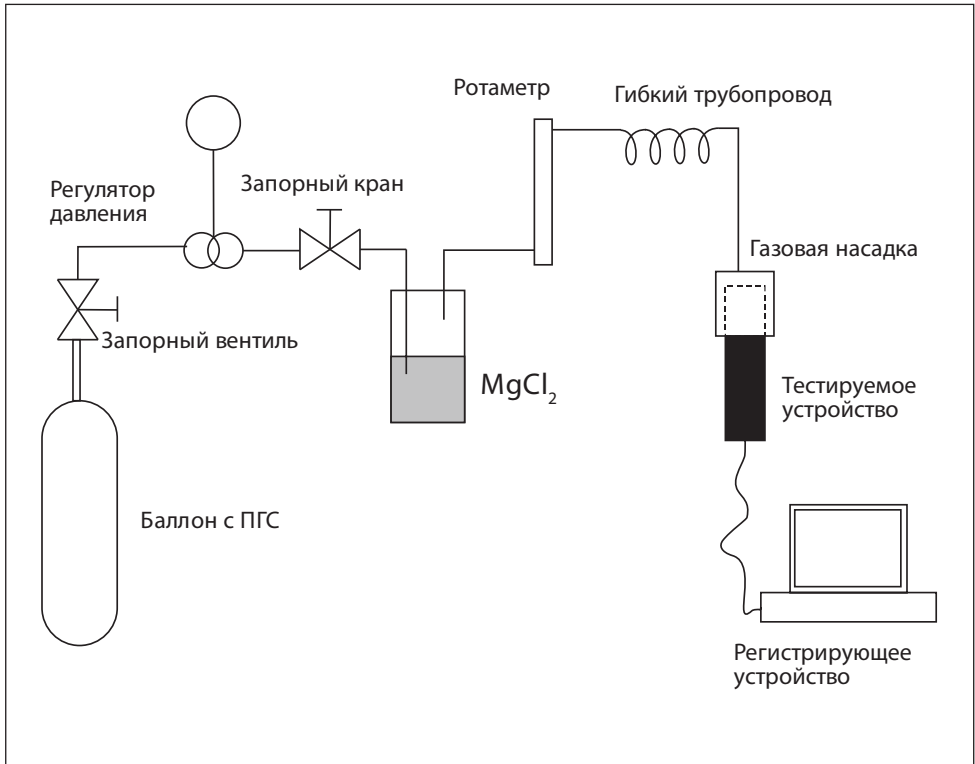 Ротаметр
Гибкий трубопровод
Запорный кран
Регулятор
давления
Газовая насадка
Запорный вентиль
MgCl₂
Тестируемое
устройство
Баллон с ПГС
Регистрирующее
устройство